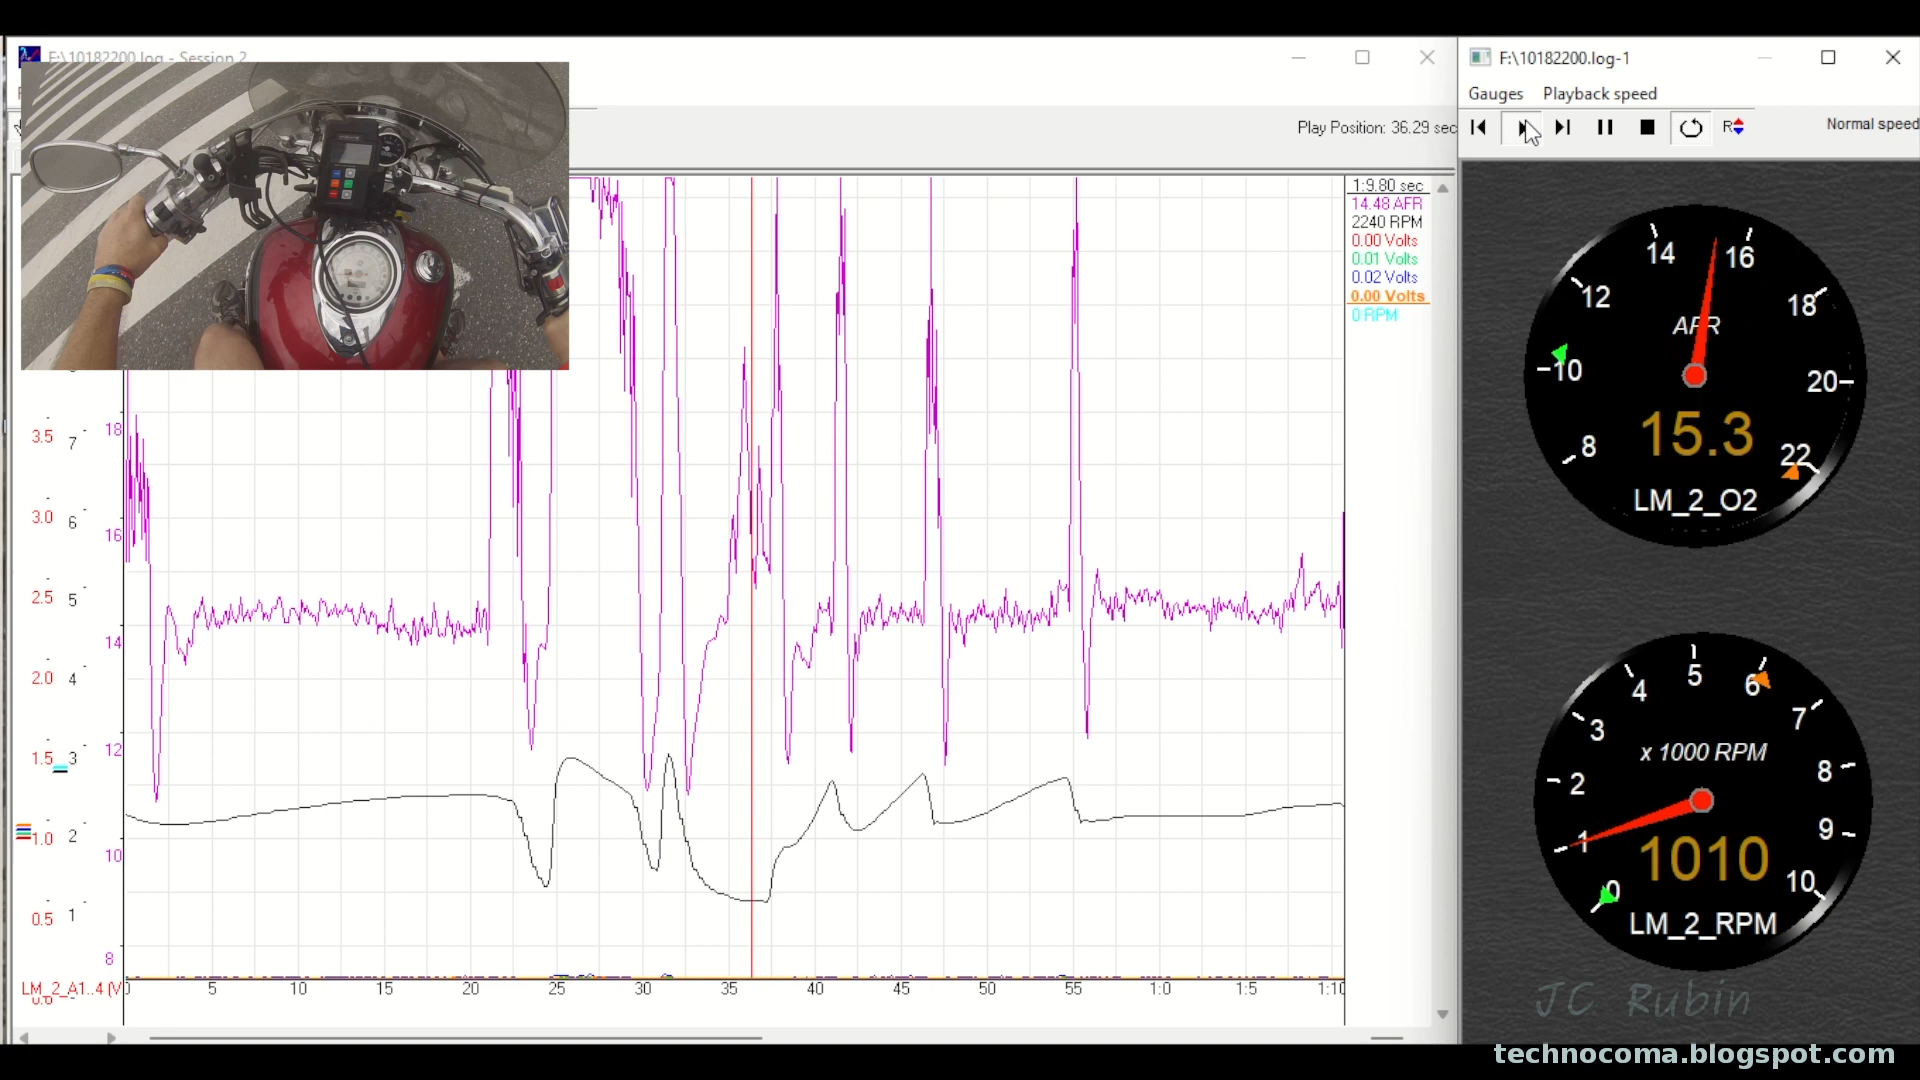 F:\10182200.log - Session 2
F:\10182200.log-1
Gauges Playback speed
Play Position: 36.29 sec
R
Normal speed
1:9.80 sec
14.48 AFR
2240 RPM
0.00 Volts
0.01 Volts
0.02 Volts
0.00 Volts
0 RPM
3.5 7 18
3.0 6 16
2.5 5
2.0 4 14
1.5 3 12
1.0 2 10
0.5 1 8
LM_2_A1..4 (V
0.0
5 10 15 20 25 30 35 40 45 50 55 1:0 1:5 1:10
8 10 12 14 16 18 20 22
AFR
15.3
LM_2_O2
0 1 2 3 4 5 6 7 8 9 10
x 1000 RPM
1010
LM_2_RPM
JC Rubin
technocoma.blogspot.com